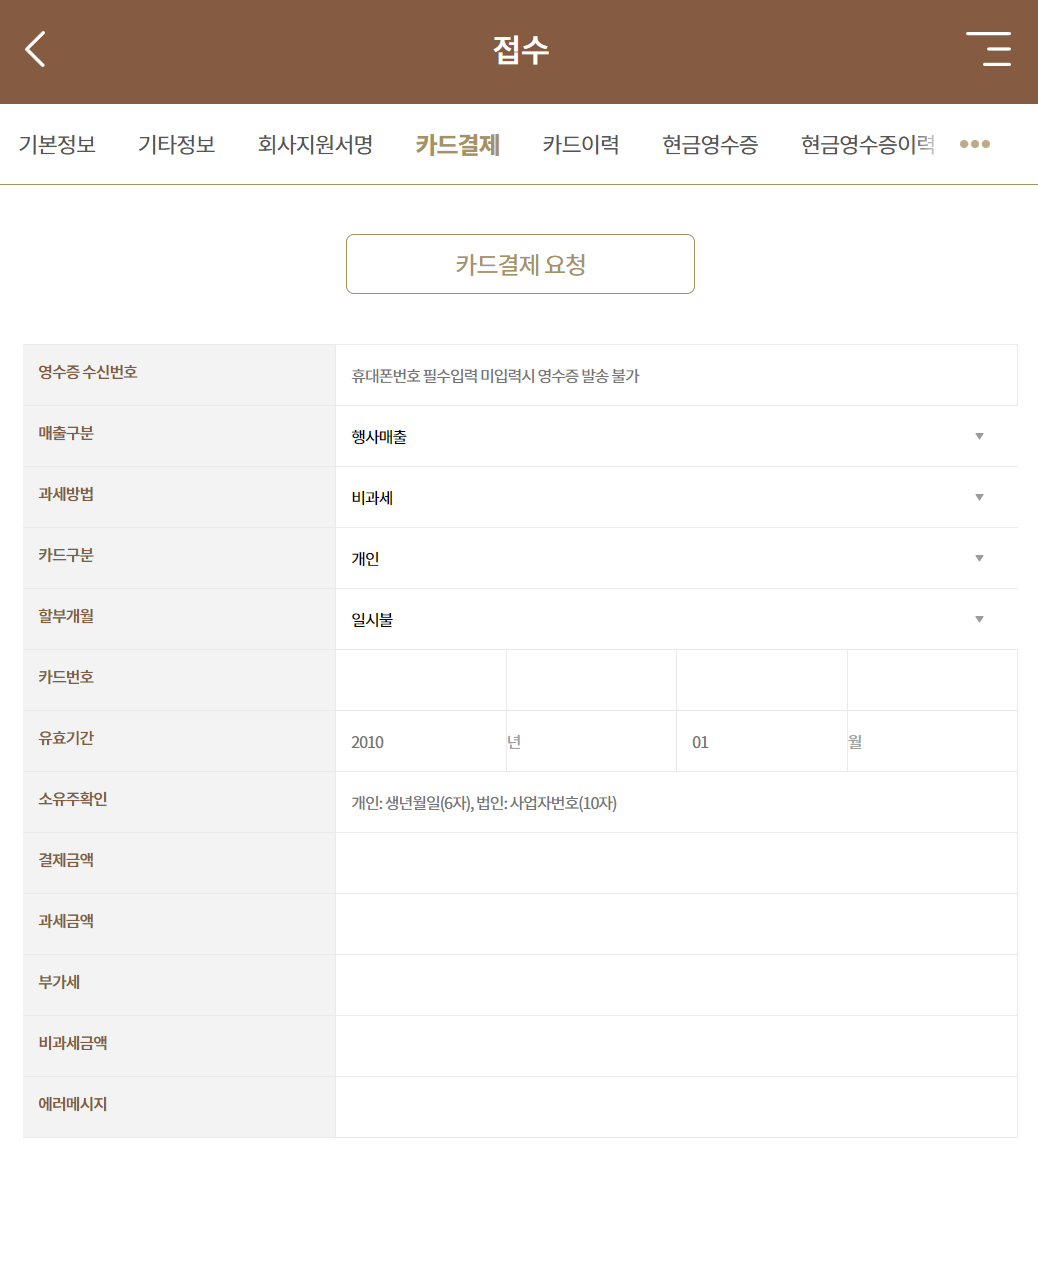 접수
기본정보 기타정보 회사지원서명 카드결제 카드이력 현금영수증 현금영수증이력
카드결제 요청
영수증 수신번호 휴대폰번호 필수입력 미입력시 영수증 발송 불가
매출구분 행사매출
과세방법 비과세
카드구분 개인
할부개월 일시불
카드번호
유효기간 2010 년 01 월
소유주확인 개인: 생년월일(6자), 법인: 사업자번호(10자)
결제금액
과세금액
부가세
비과세금액
에러메시지